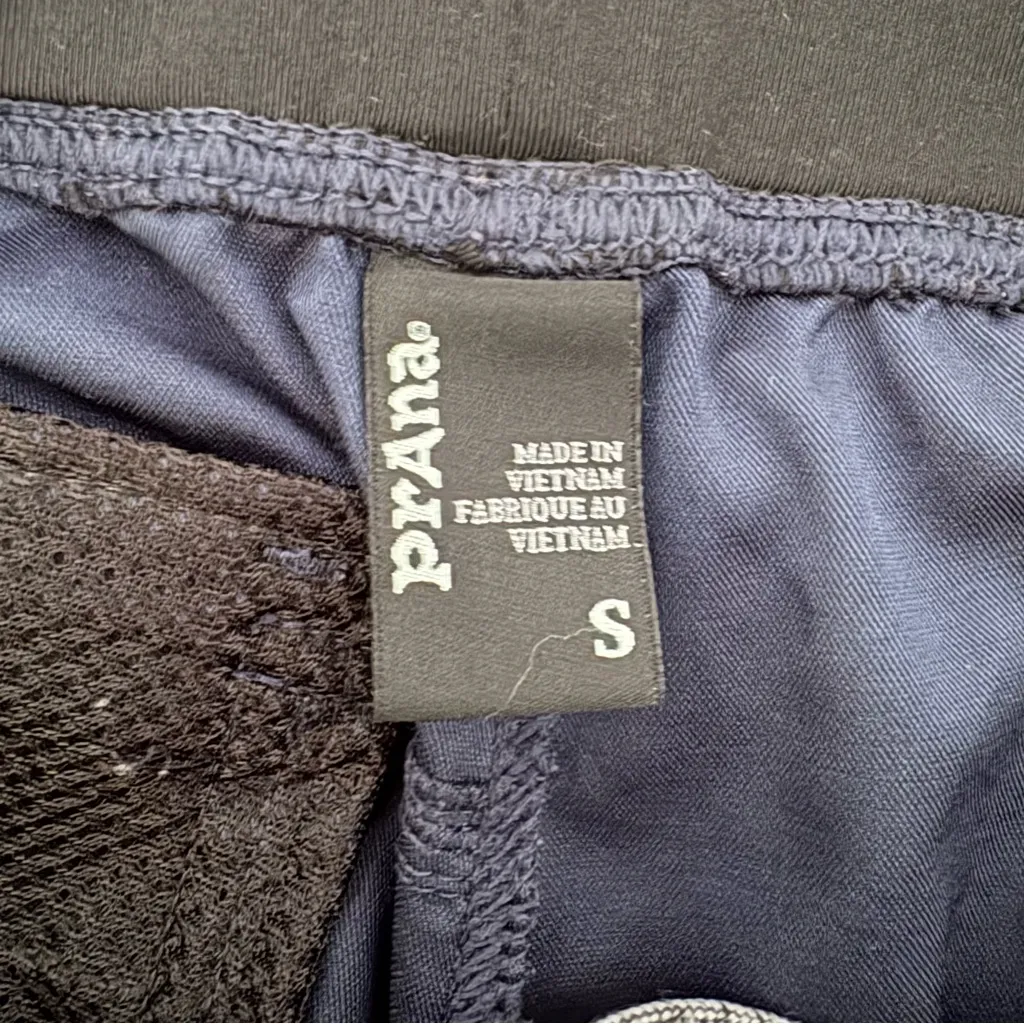 prAna®
MADE IN
VIETNAM
FABRIQUE AU
VIETNAM
S